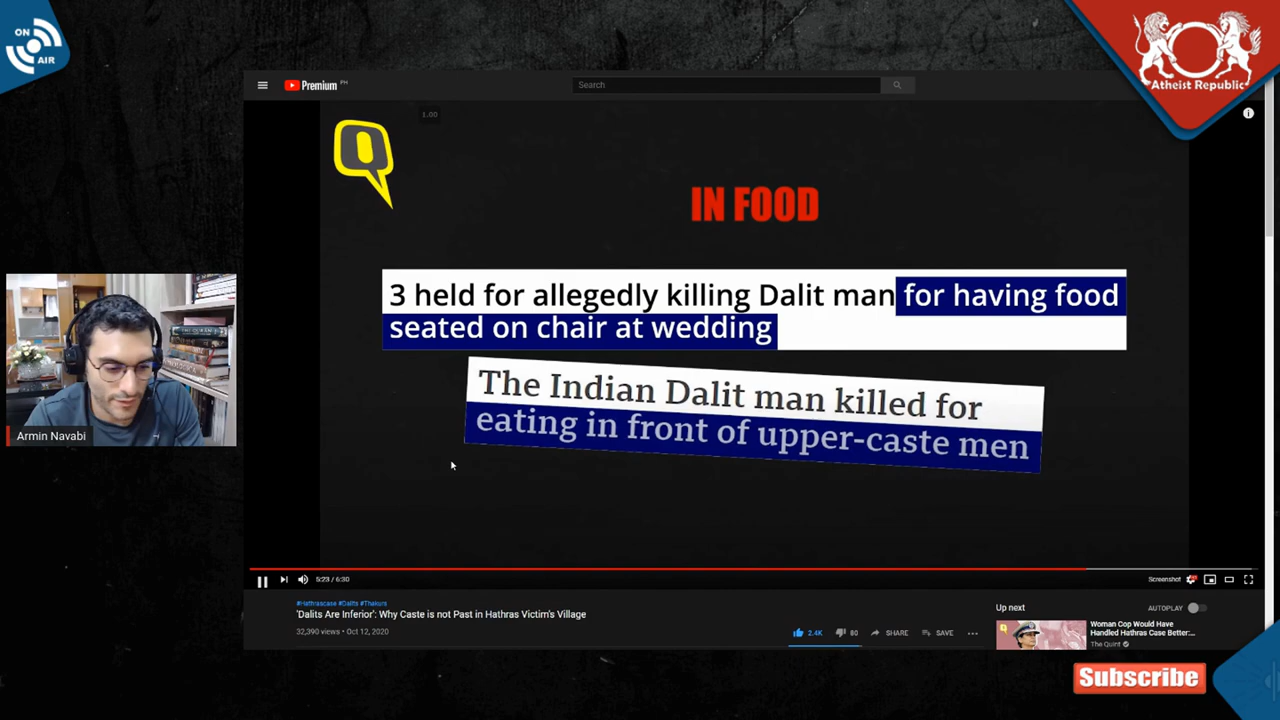 ON
AIR
Premium PH
Search
Atheist Republic
1.00
IN FOOD
3 held for allegedly killing Dalit man for having food
seated on chair at wedding
The Indian Dalit man killed for
eating in front of upper-caste men
Armin Navabi
5:23 / 6:30
Screenshot
#Hathrascase #Dalits #Thakurs
'Dalits Are Inferior': Why Caste is not Past in Hathras Victim's Village
32,390 views • Oct 12, 2020
2.4K
80
SHARE
SAVE
Up next
AUTOPLAY
Woman Cop Would Have
Handled Hathras Case Better:...
The Quint
Subscribe